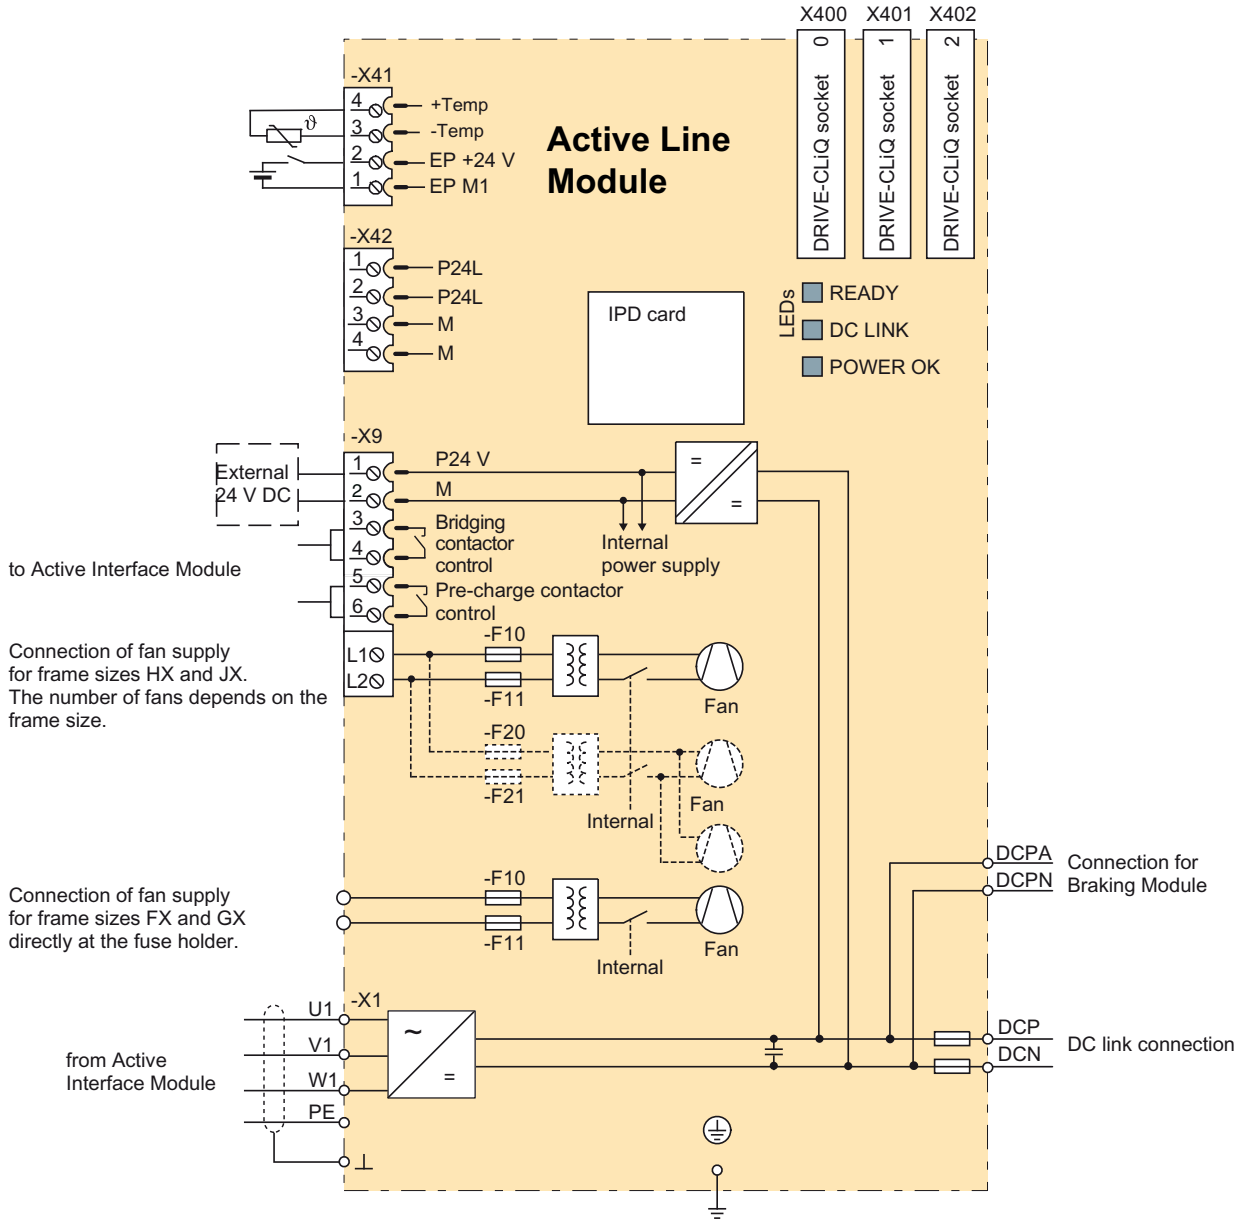 X400 X401 X402
0 1 2
DRIVE-CLiQ socket
DRIVE-CLiQ socket
DRIVE-CLiQ socket
Active Line
Module
-X41
4 +Temp
ϑ
3 -Temp
2 EP +24 V
1 EP M1
-X42
1 P24L
2 P24L
3 M
4 M
IPD card
LEDs
READY
DC LINK
POWER OK
-X9
External
24 V DC
1 P24 V
2 M
3 Bridging
4 contactor
control
5 Pre-charge contactor
6 control
= =
Internal
power supply
to Active Interface Module
Connection of fan supply
for frame sizes HX and JX.
The number of fans depends on the
frame size.
L1
L2
-F10
-F11
Fan
-F20
-F21
Fan
Internal
Connection of fan supply
for frame sizes FX and GX
directly at the fuse holder.
-F10
-F11
Fan
Internal
DCPA
DCPN
Connection for
Braking Module
-X1
U1
V1
W1
PE
~ =
from Active
Interface Module
DCP
DCN
DC link connection